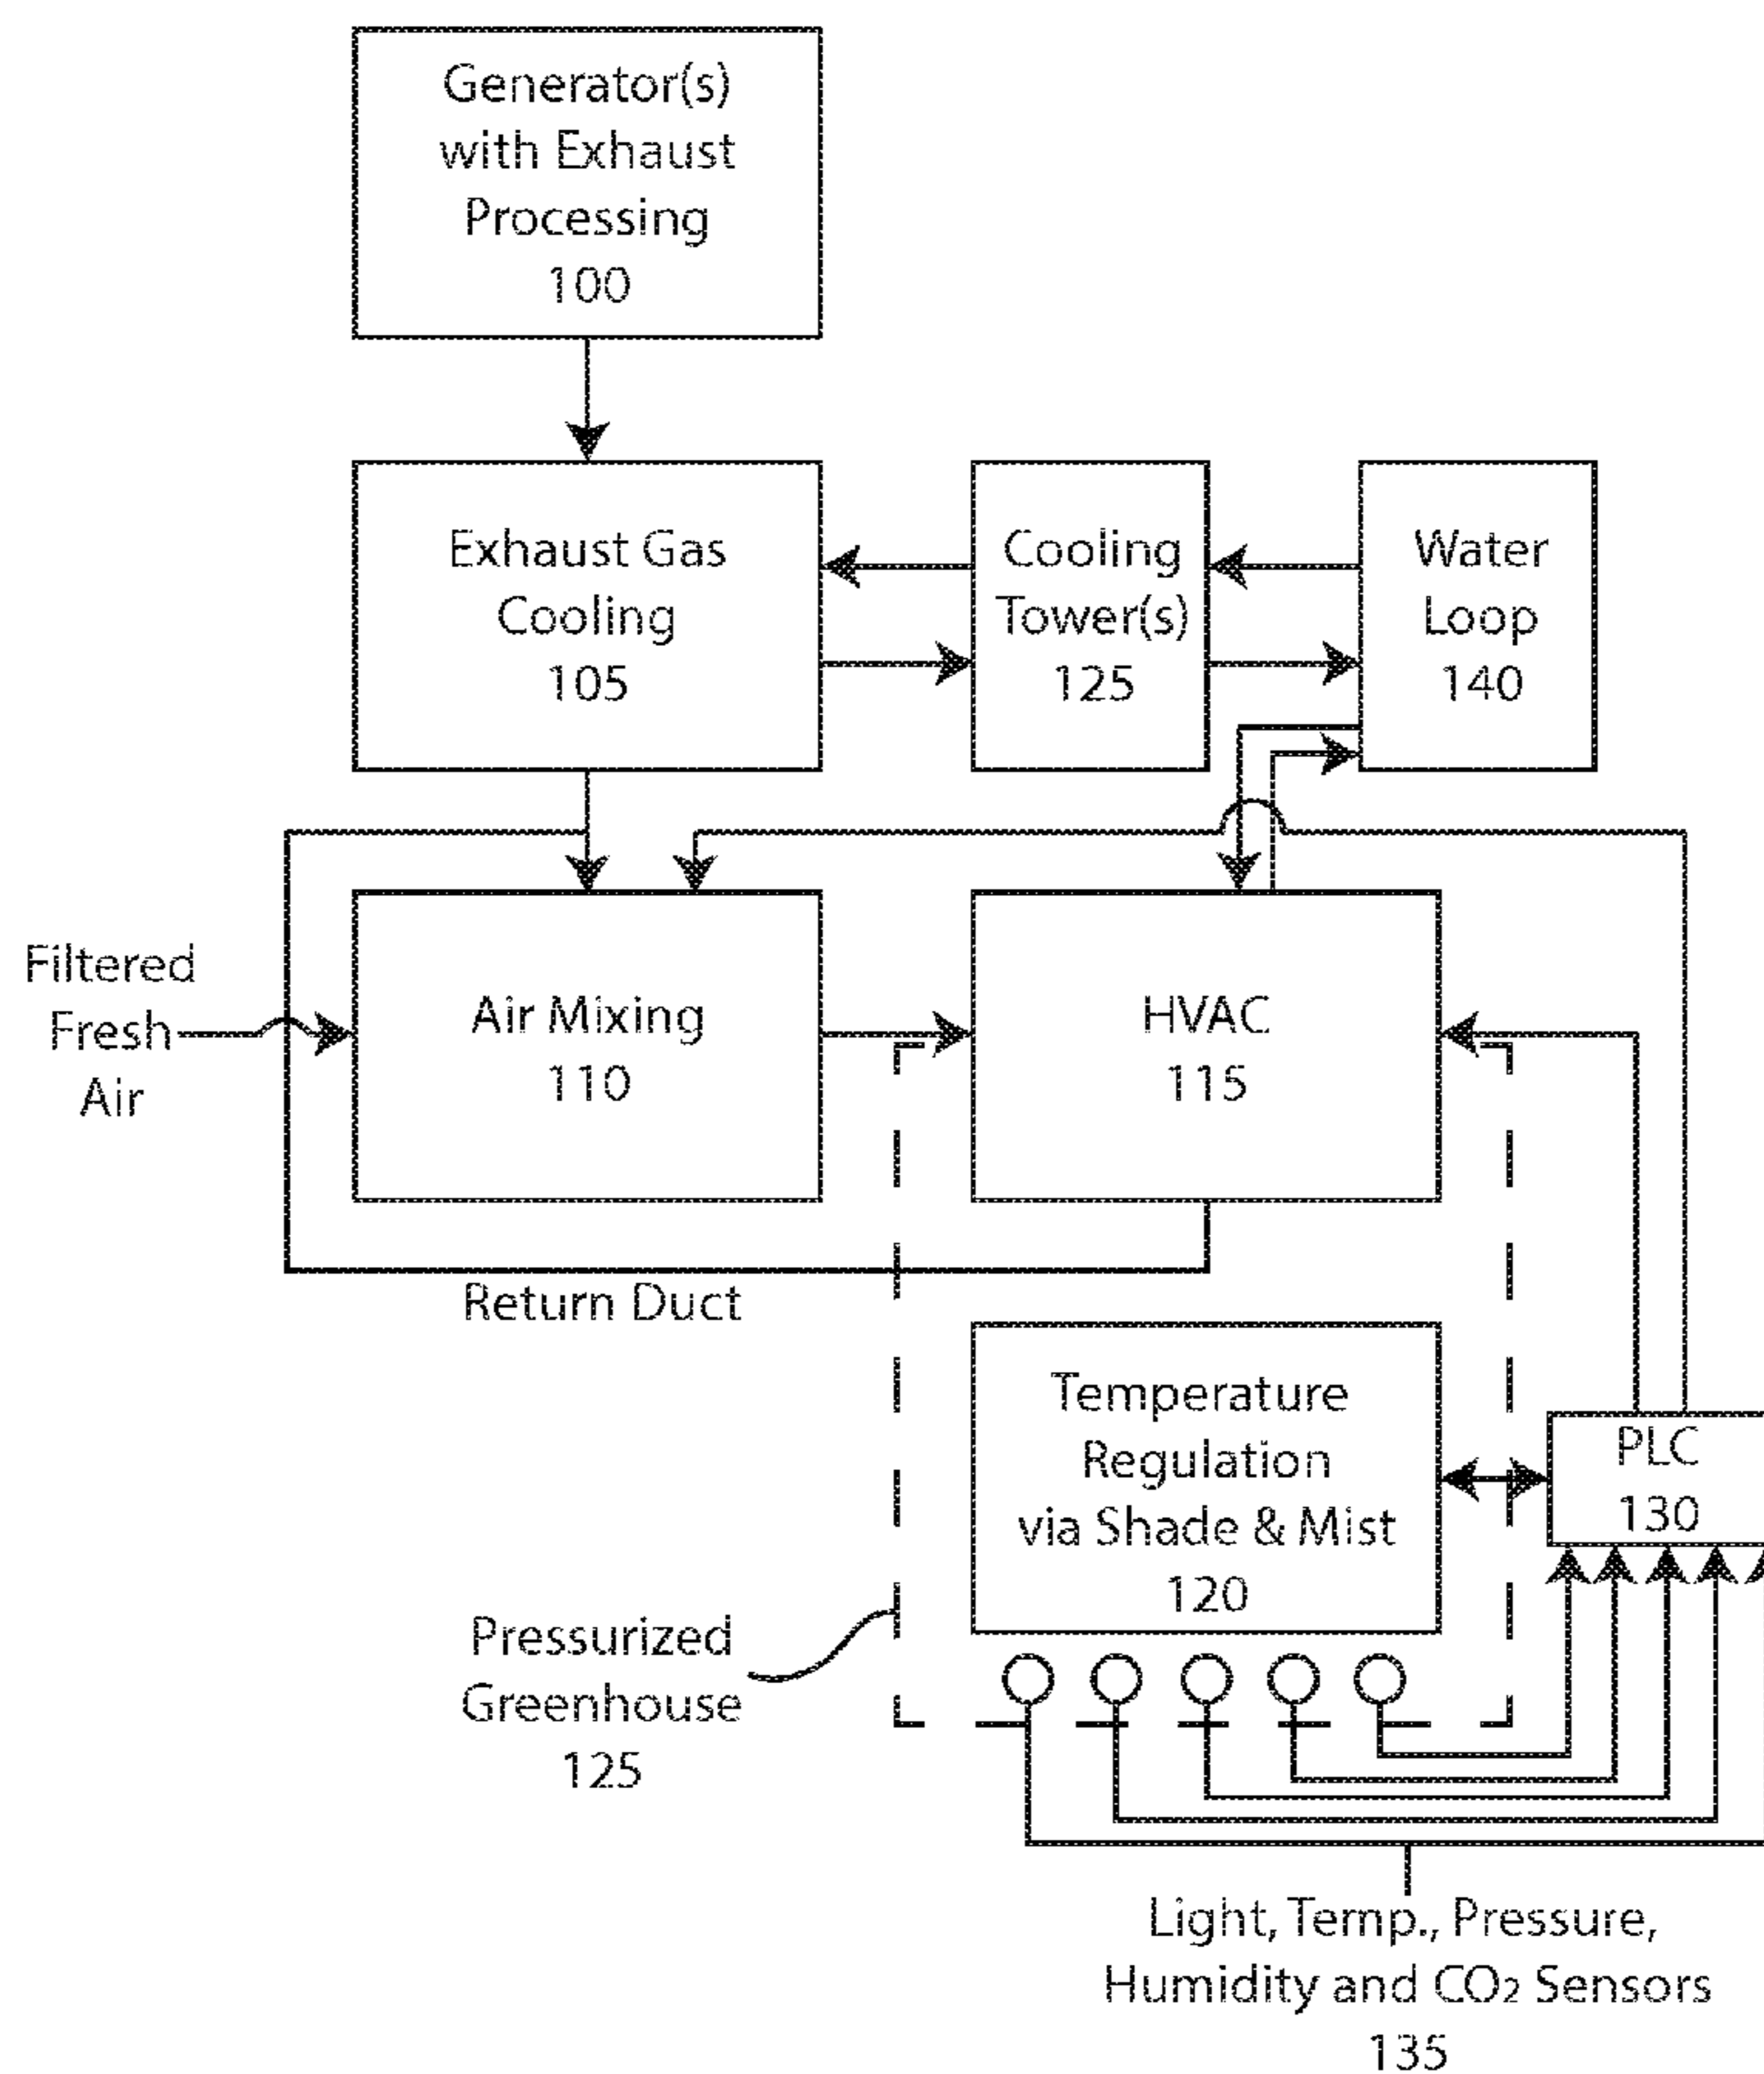 Generator(s)
with Exhaust
Processing
100
Exhaust Gas
Cooling
105
Cooling
Tower(s)
125
Water
Loop
140
Filtered
Fresh
Air
Air Mixing
110
HVAC
115
Return Duct
Temperature
Regulation
via Shade & Mist
120
PLC
130
Pressurized
Greenhouse
125
Light, Temp., Pressure,
Humidity and CO₂ Sensors
135